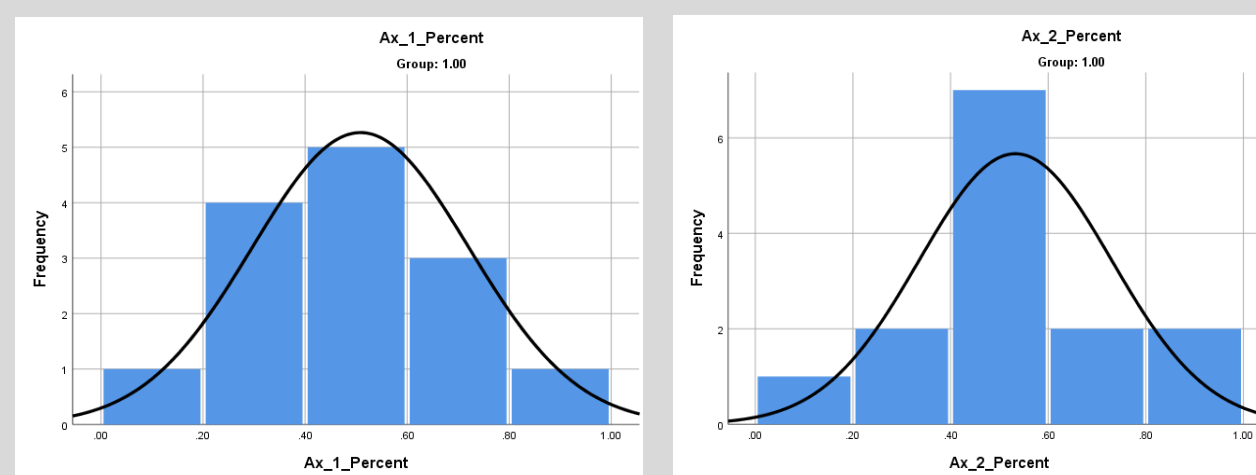 Ax_1_Percent
Group: 1.00
6
5
4
3
2
1
0
Frequency
.00 .20 .40 .60 .80 1.00
Ax_1_Percent
Ax_2_Percent
Group: 1.00
6
4
2
0
Frequency
.00 .20 .40 .60 .80 1.00
Ax_2_Percent